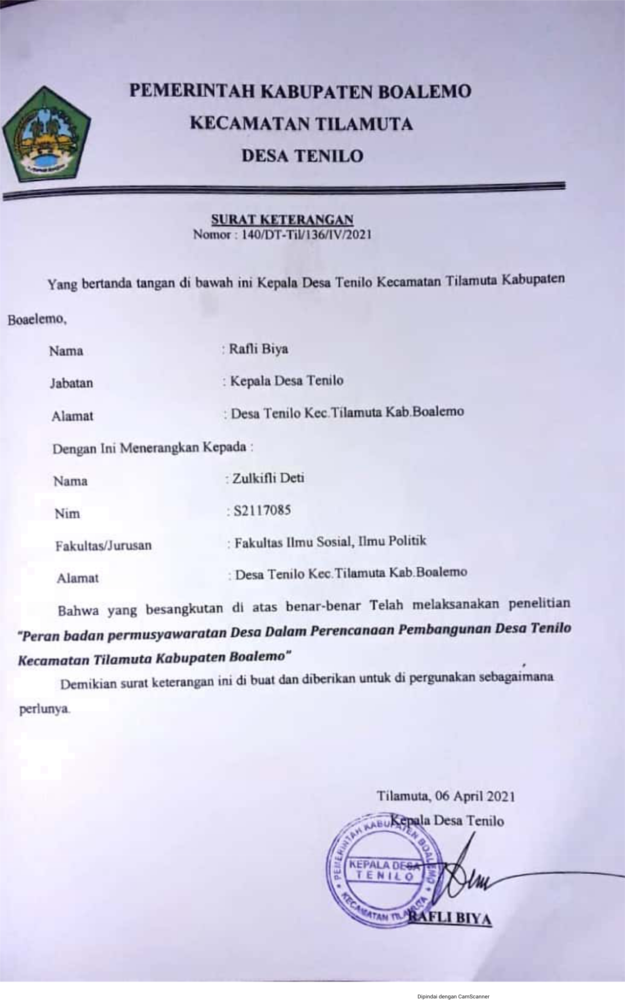 PEMERINTAH KABUPATEN BOALEMO
KECAMATAN TILAMUTA
DESA TENILO
SURAT KETERANGAN
Nomor : 140/DT-Til/136/IV/2021
Yang bertanda tangan di bawah ini Kepala Desa Tenilo Kecamatan Tilamuta Kabupaten
Boaelemo,
Nama : Rafli Biya
Jabatan : Kepala Desa Tenilo
Alamat : Desa Tenilo Kec.Tilamuta Kab.Boalemo
Dengan Ini Menerangkan Kepada :
Nama : Zulkifli Deti
Nim : S2117085
Fakultas/Jurusan : Fakultas Ilmu Sosial, Ilmu Politik
Alamat : Desa Tenilo Kec.Tilamuta Kab.Boalemo
Bahwa yang besangkutan di atas benar-benar Telah melaksanakan penelitian
"Peran badan permusyawaratan Desa Dalam Perencanaan Pembangunan Desa Tenilo
Kecamatan Tilamuta Kabupaten Boalemo"
Demikian surat keterangan ini di buat dan diberikan untuk di pergunakan sebagaimana
perlunya.
Tilamuta, 06 April 2021
Kepala Desa Tenilo
PEMERINTAH KABUPATEN BOALEMO
KEPALA DESA
TENILO
KECAMATAN TILAMUTA
RAFLI BIYA
Dipindai dengan CamScanner